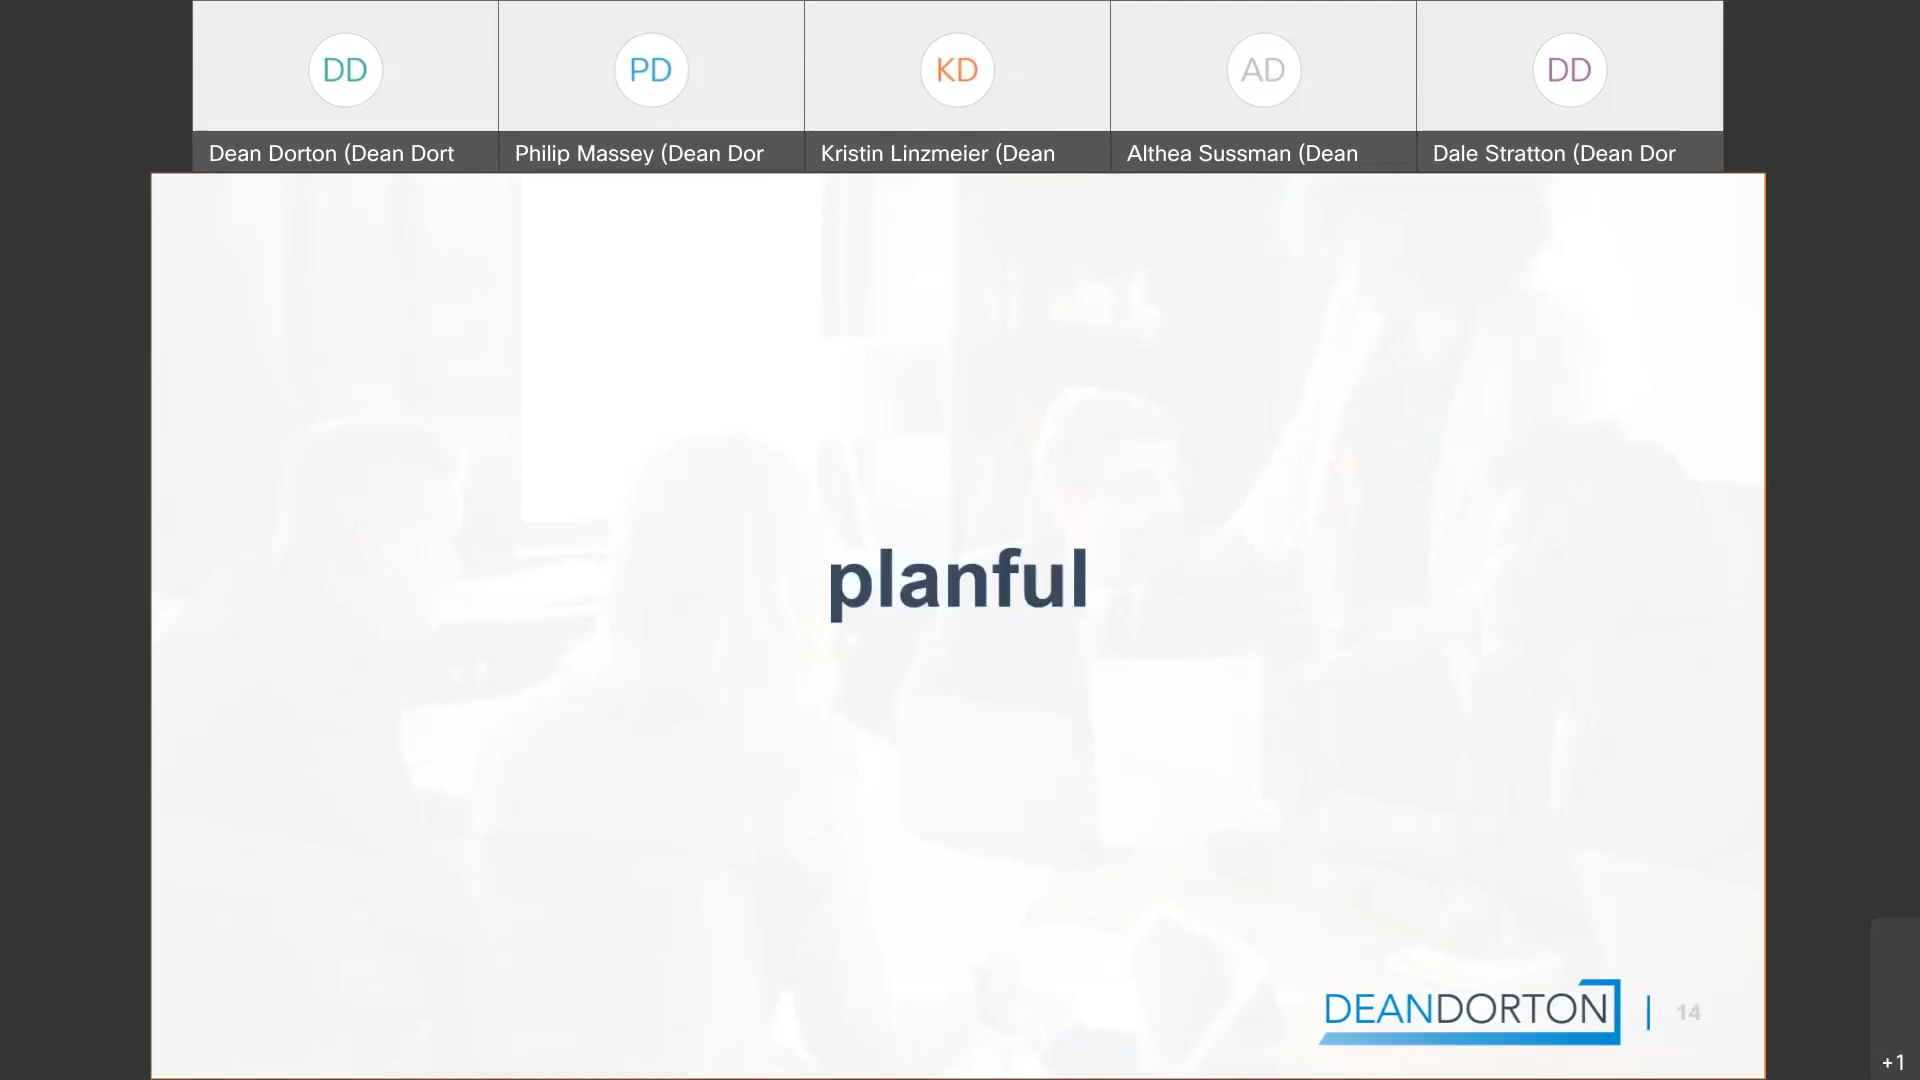 DD
PD
KD
AD
DD
Dean Dorton (Dean Dort
Philip Massey (Dean Dor
Kristin Linzmeier (Dean
Althea Sussman (Dean
Dale Stratton (Dean Dor
planful
DEANDORTON | 14
+1